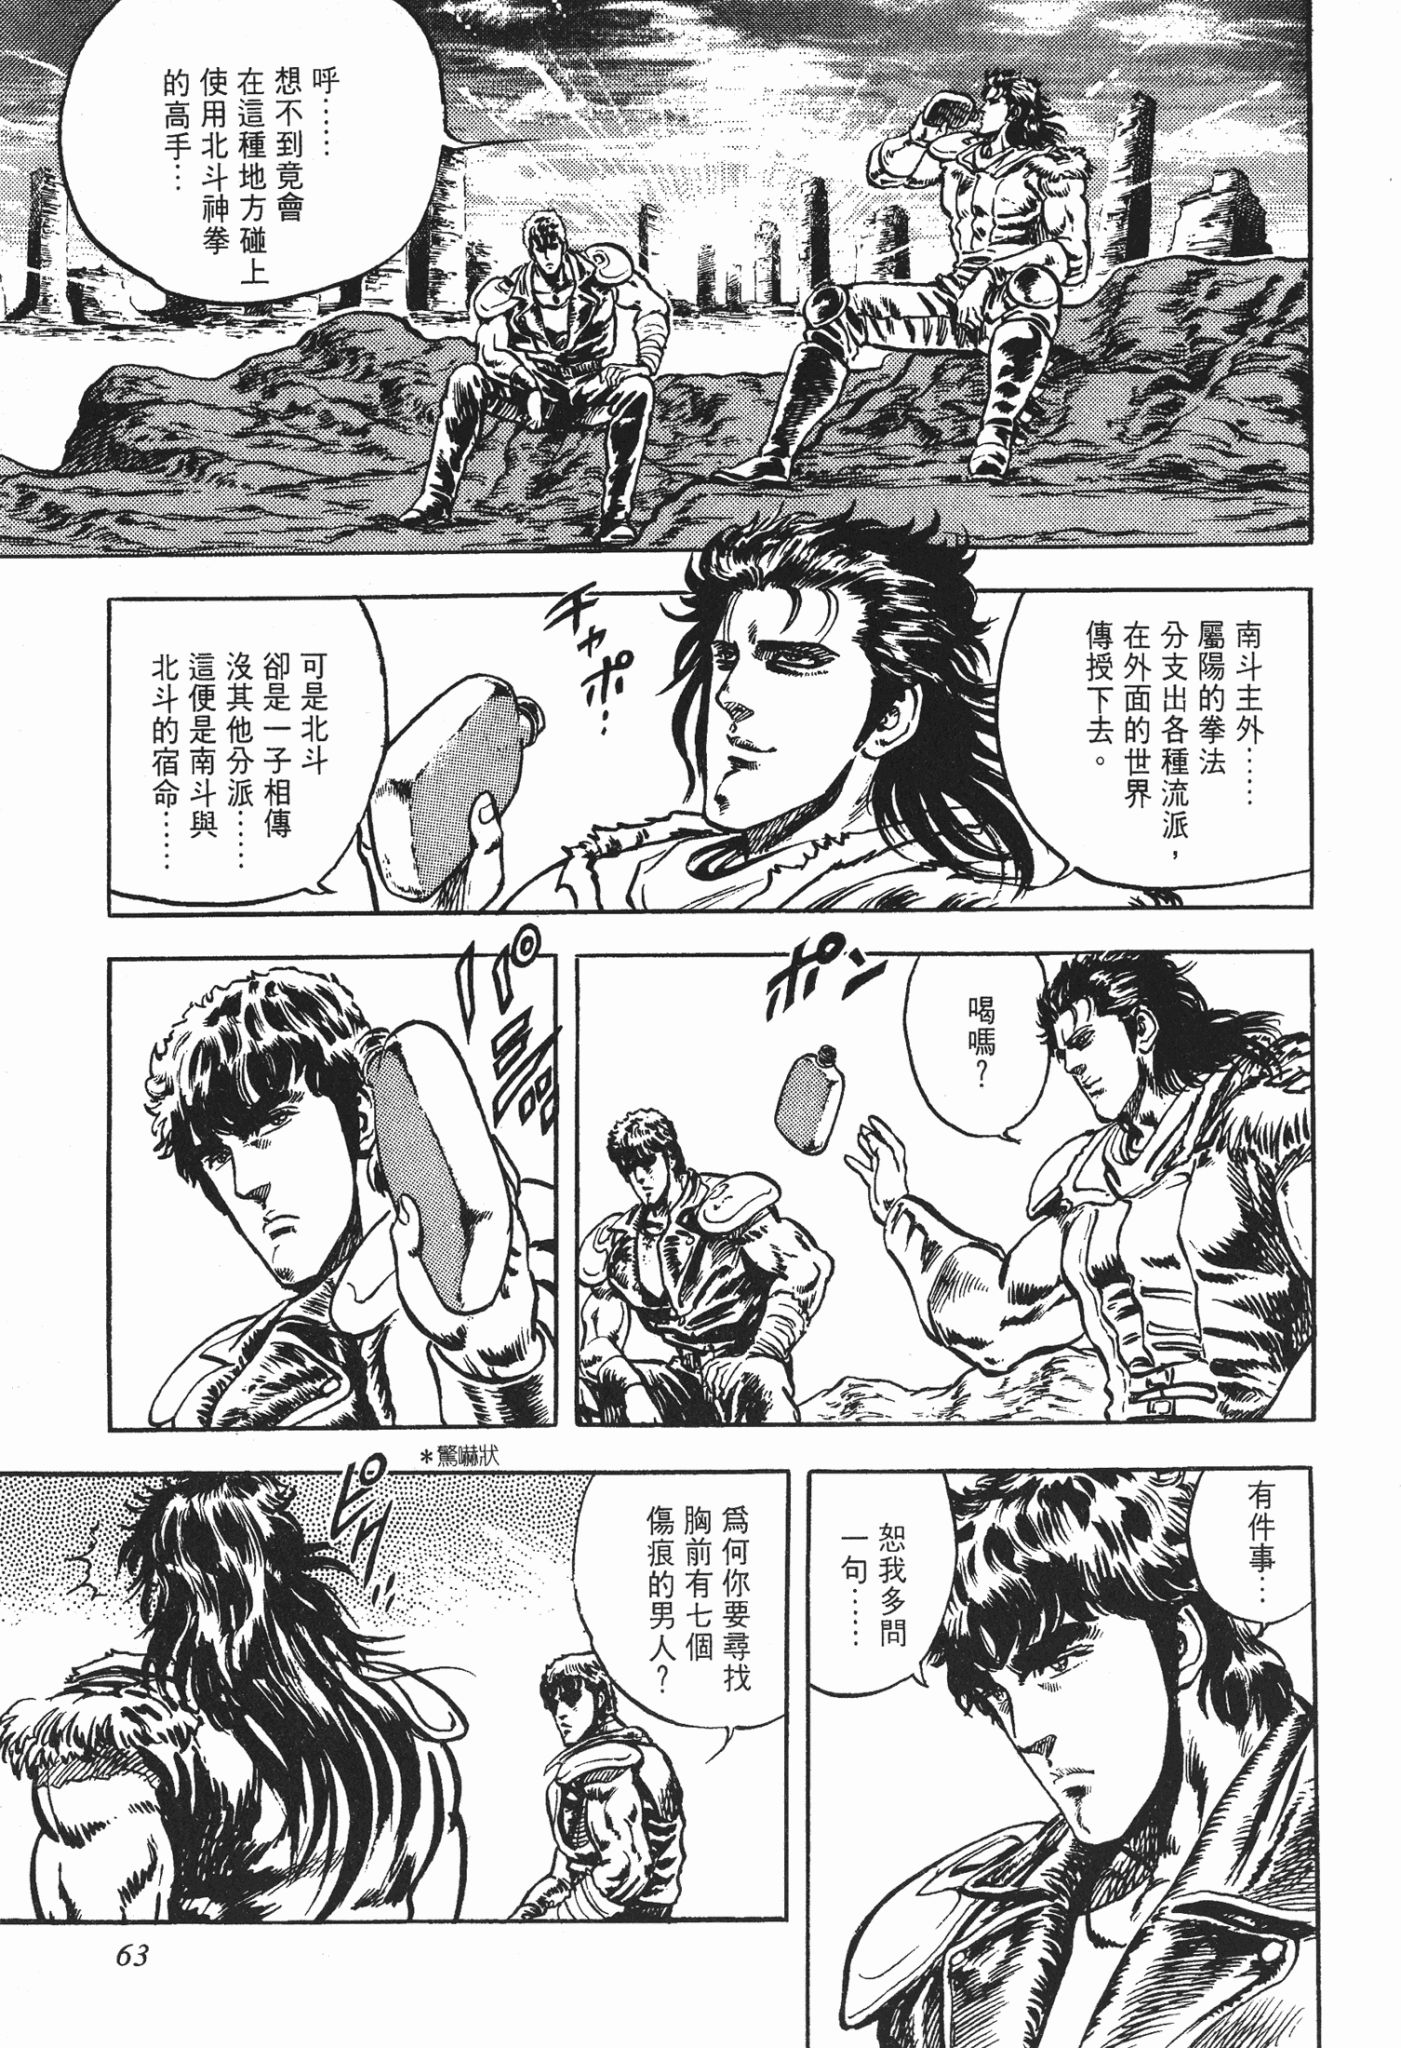 呼……
想不到竟會
在這種地方碰上
使用北斗神拳
的高手…
南斗主外……
屬陽的拳法
分支出各種流派，
在外面的世界
傳授下去。
チャポ…
可是北斗
卻是一子相傳
沒其他分派……
這便是南斗與
北斗的宿命……
喝嗎？
ポン
パシッ
有件事…
恕我多問
一句……
為何你要尋找
胸前有七個
傷痕的男人？
＊驚嚇狀
ピク
63